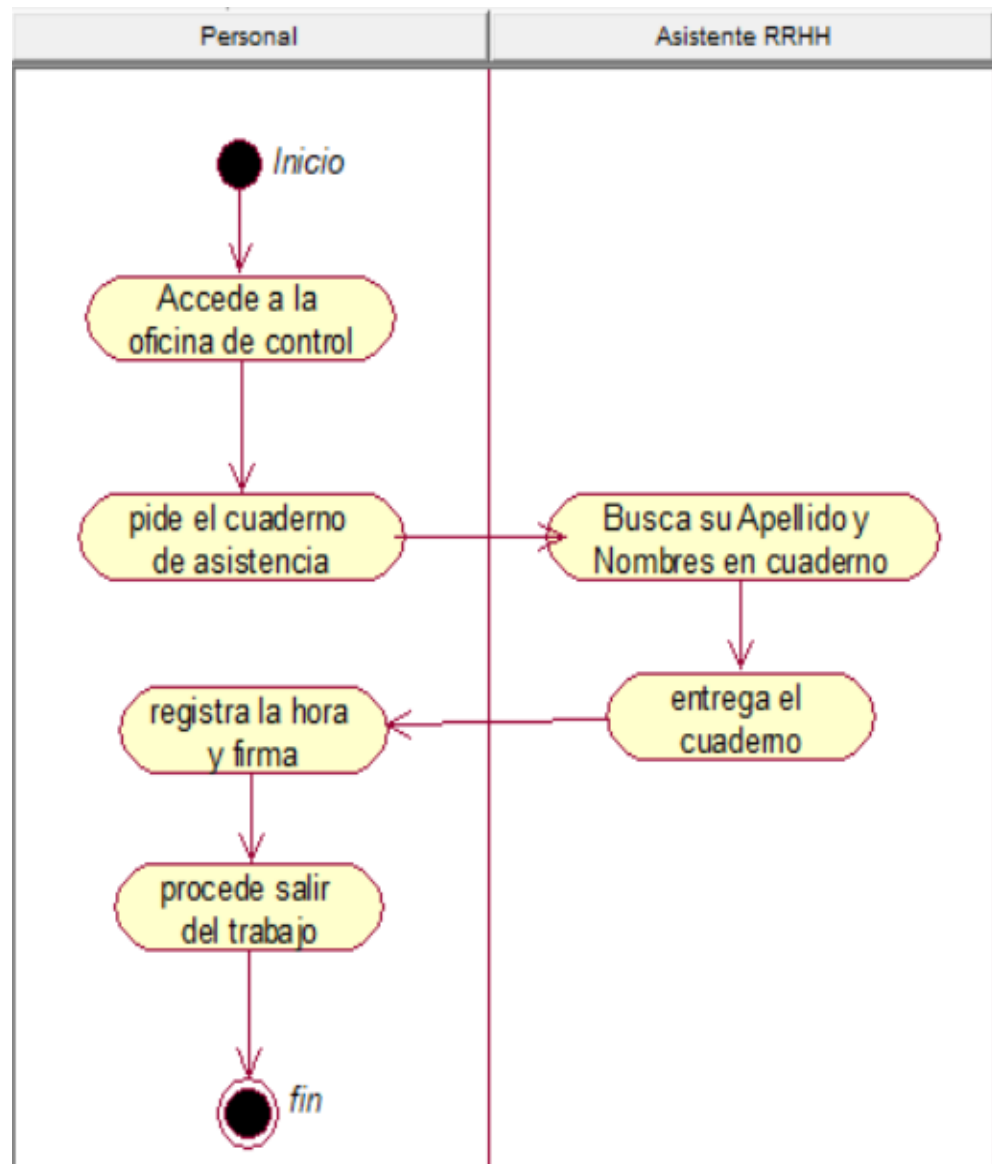 Personal
Asistente RRHH
Inicio
Accede a la
oficina de control
pide el cuaderno
de asistencia
Busca su Apellido y
Nombres en cuaderno
entrega el
cuaderno
registra la hora
y firma
procede salir
del trabajo
fin